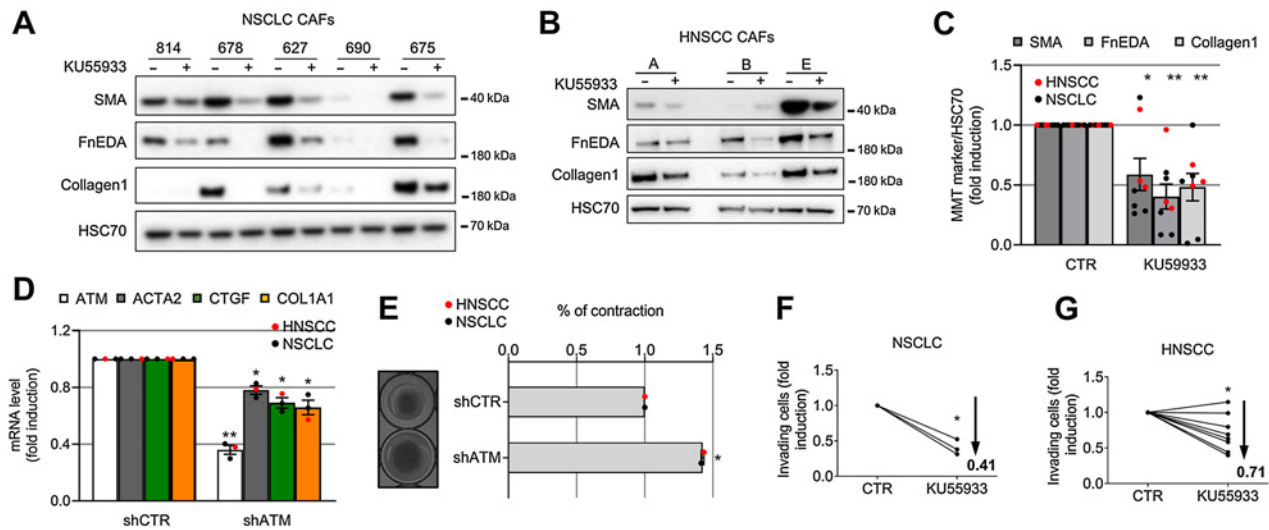 A
NSCLC CAFs
814 678 627 690 675
KU55933 – + – + – + – + – +
SMA
40 kDa
FnEDA
180 kDa
Collagen1
180 kDa
HSC70
70 kDa
B
HNSCC CAFs
A B E
KU55933 – + – + – +
SMA
40 kDa
FnEDA
180 kDa
Collagen1
180 kDa
HSC70
70 kDa
C
SMA FnEDA Collagen1
HNSCC
NSCLC
* ** **
MMT marker/HSC70
(fold induction)
1.0
0.5
0.0
CTR KU59933
D
ATM ACTA2 CTGF COL1A1
HNSCC
NSCLC
mRNA level
(fold induction)
1.2
0.8
0.4
0.0
** * * *
shCTR shATM
E
HNSCC
NSCLC
% of contraction
0.0 0.5 1.0 1.5
shCTR
shATM
*
F
NSCLC
Invading cells (fold
induction)
1.5
1.0
0.5
0.0
*
0.41
CTR KU55933
G
HNSCC
Invading cells (fold
induction)
1.5
1.0
0.5
0.0
*
0.71
CTR KU55933